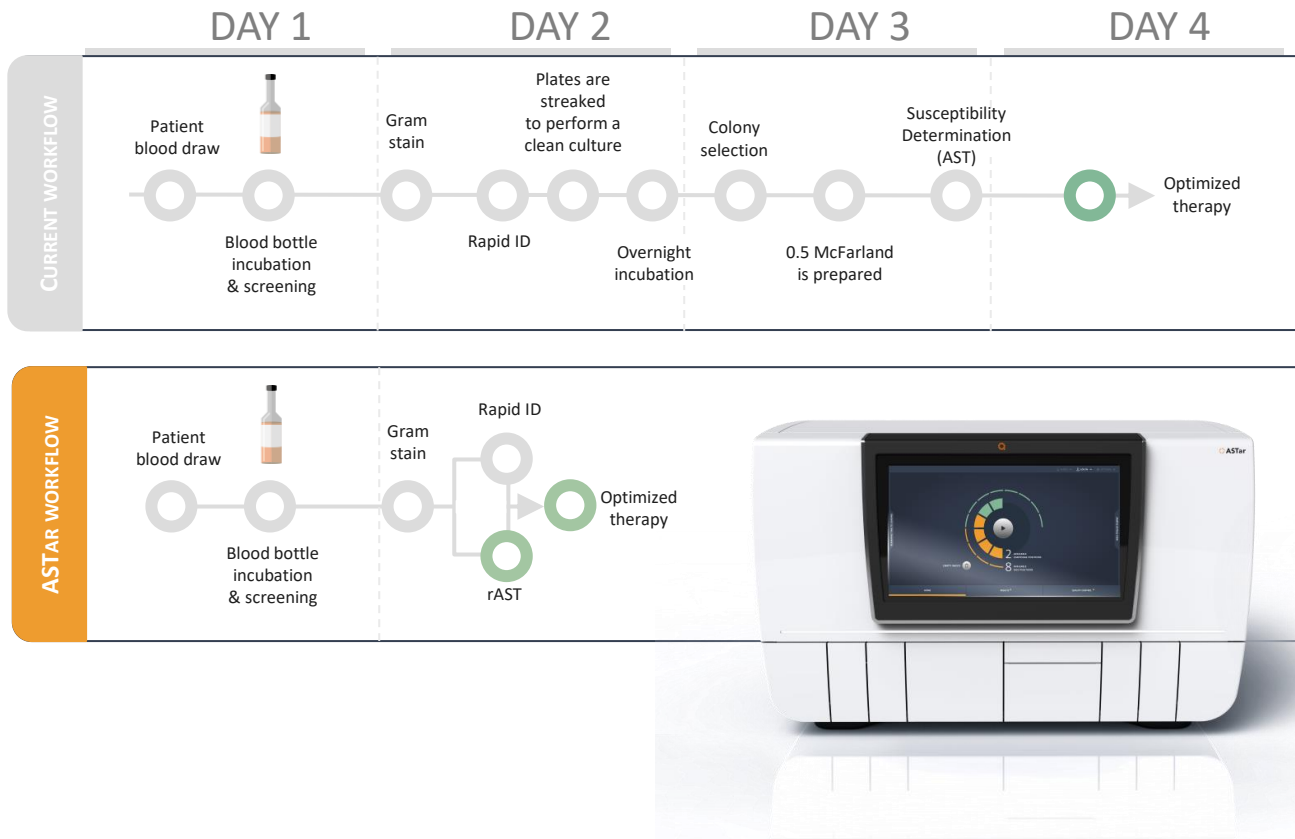 DAY 1
DAY 2
DAY 3
DAY 4
CURRENT WORKFLOW
Patient
blood draw
Blood bottle
incubation
& screening
Gram
stain
Rapid ID
Plates are
streaked
to perform a
clean culture
Overnight
incubation
Colony
selection
0.5 McFarland
is prepared
Susceptibility
Determination
(AST)
Optimized
therapy
ASTAR WORKFLOW
Patient
blood draw
Blood bottle
incubation
& screening
Gram
stain
Rapid ID
rAST
Optimized
therapy
ASTar
2
8